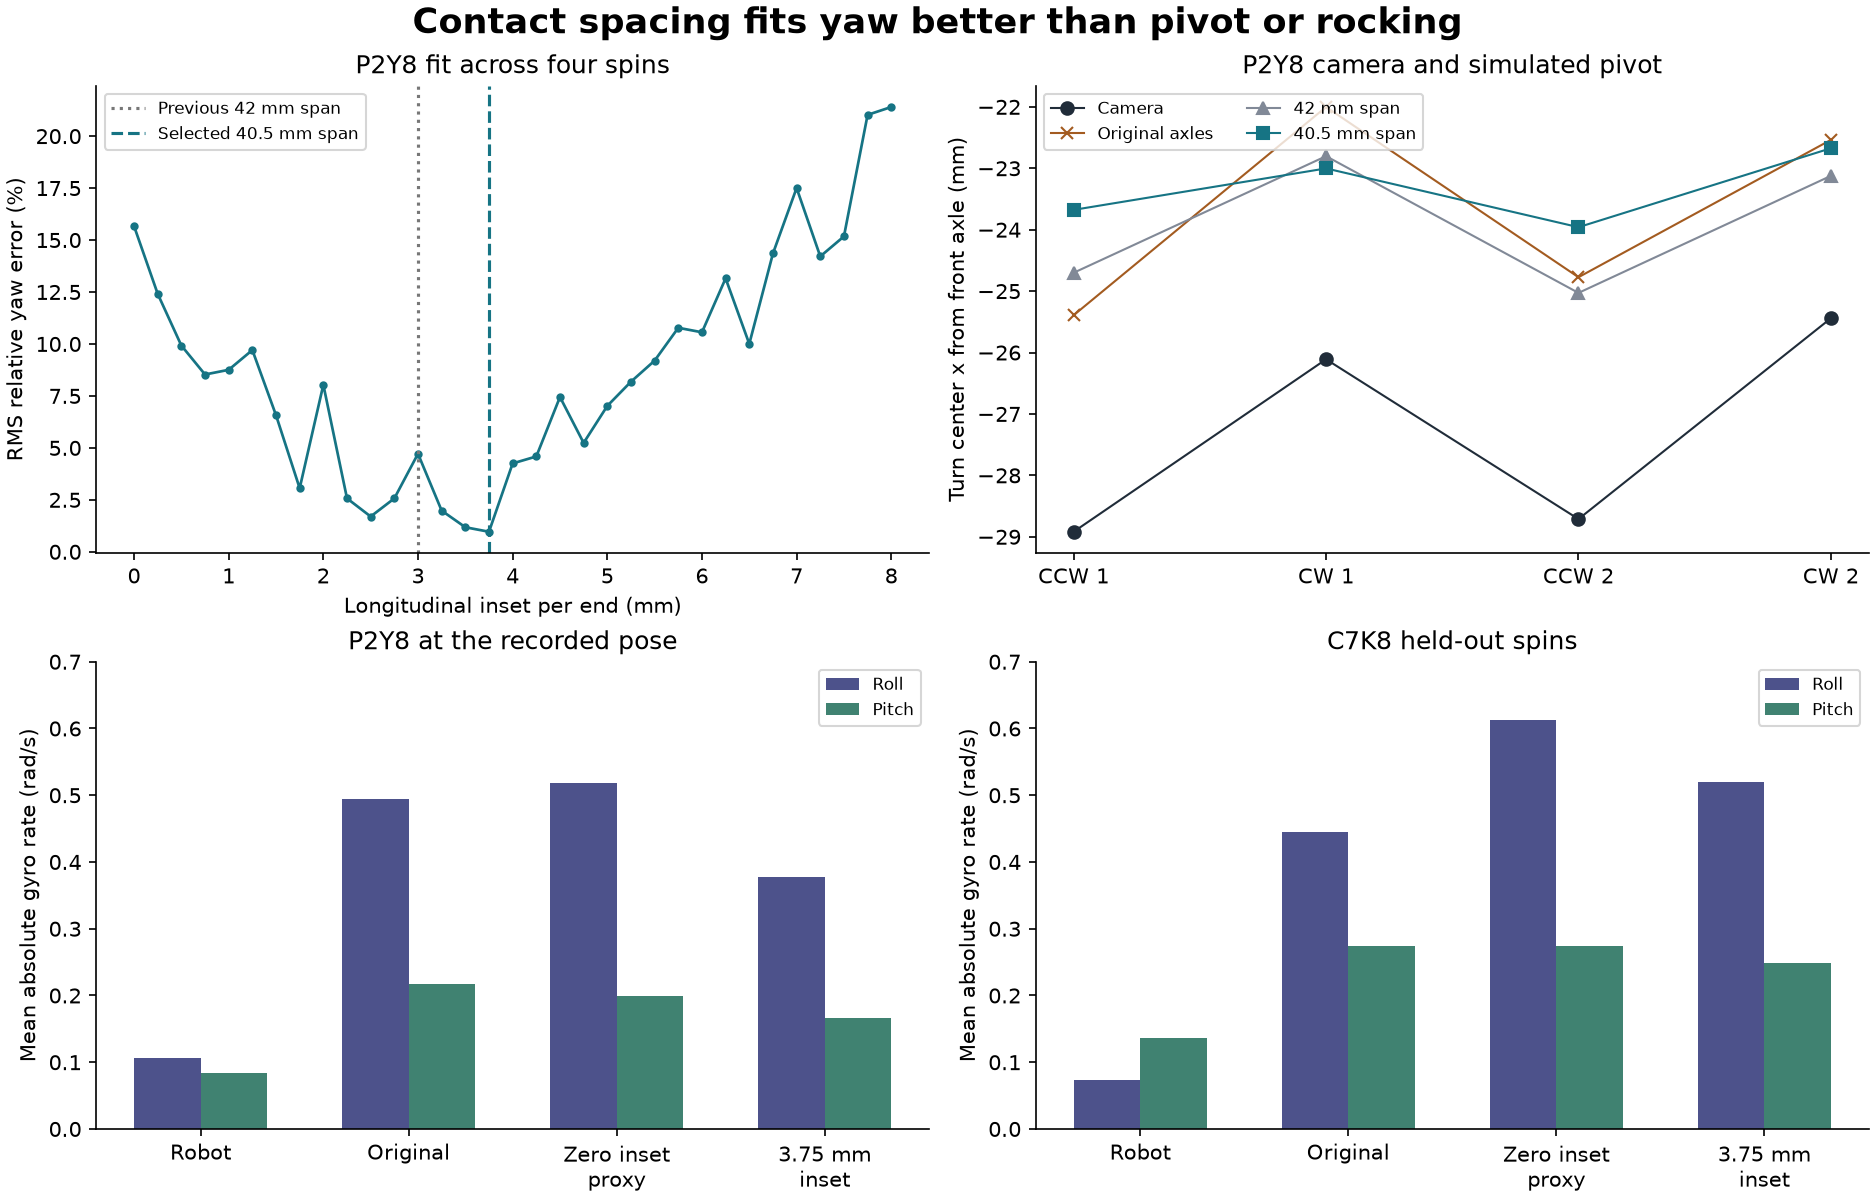 Contact spacing fits yaw better than pivot or rocking
P2Y8 fit across four spins
Previous 42 mm span
Selected 40.5 mm span
RMS relative yaw error (%)
20.0
17.5
15.0
12.5
10.0
7.5
5.0
2.5
0.0
0 1 2 3 4 5 6 7 8
Longitudinal inset per end (mm)
P2Y8 camera and simulated pivot
Camera
Original axles
42 mm span
40.5 mm span
Turn center x from front axle (mm)
−22
−23
−24
−25
−26
−27
−28
−29
CCW 1 CW 1 CCW 2 CW 2
P2Y8 at the recorded pose
Roll
Pitch
Mean absolute gyro rate (rad/s)
0.7
0.6
0.5
0.4
0.3
0.2
0.1
0.0
Robot
Original
Zero inset
proxy
3.75 mm
inset
C7K8 held-out spins
Roll
Pitch
Mean absolute gyro rate (rad/s)
0.7
0.6
0.5
0.4
0.3
0.2
0.1
0.0
Robot
Original
Zero inset
proxy
3.75 mm
inset